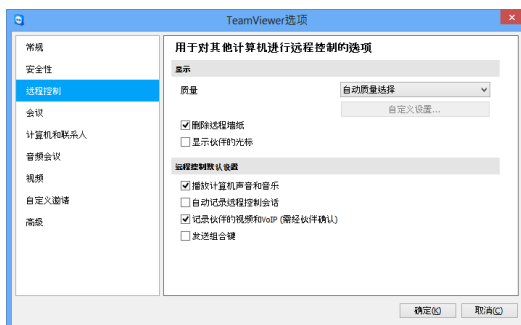 TeamViewer选项
常规
安全性
远程控制
会议
计算机和联系人
音频会议
视频
自定义邀请
高级
用于对其他计算机进行远程控制的选项
显示
质量
自动质量选择
自定义设置...
删除远程墙纸
显示伙伴的光标
远程控制默认设置
播放计算机声音和音乐
自动记录远程控制会话
记录伙伴的视频和VoIP (需经伙伴确认)
发送组合键
确定(O)
取消(C)